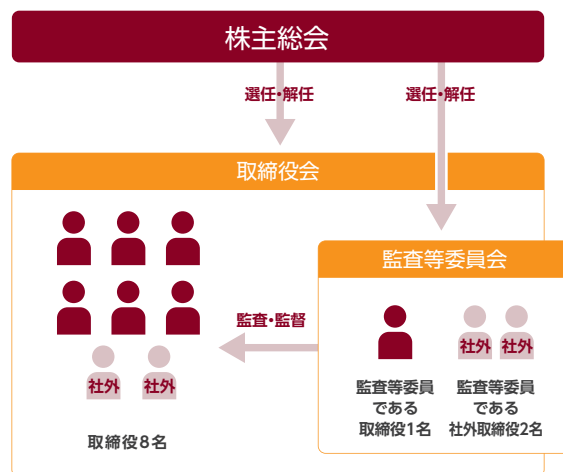 株主総会
選任・解任
選任・解任
取締役会
監査等委員会
監査・監督
社外 社外
取締役8名
社外 社外
監査等委員
である
取締役1名
監査等委員
である
社外取締役2名